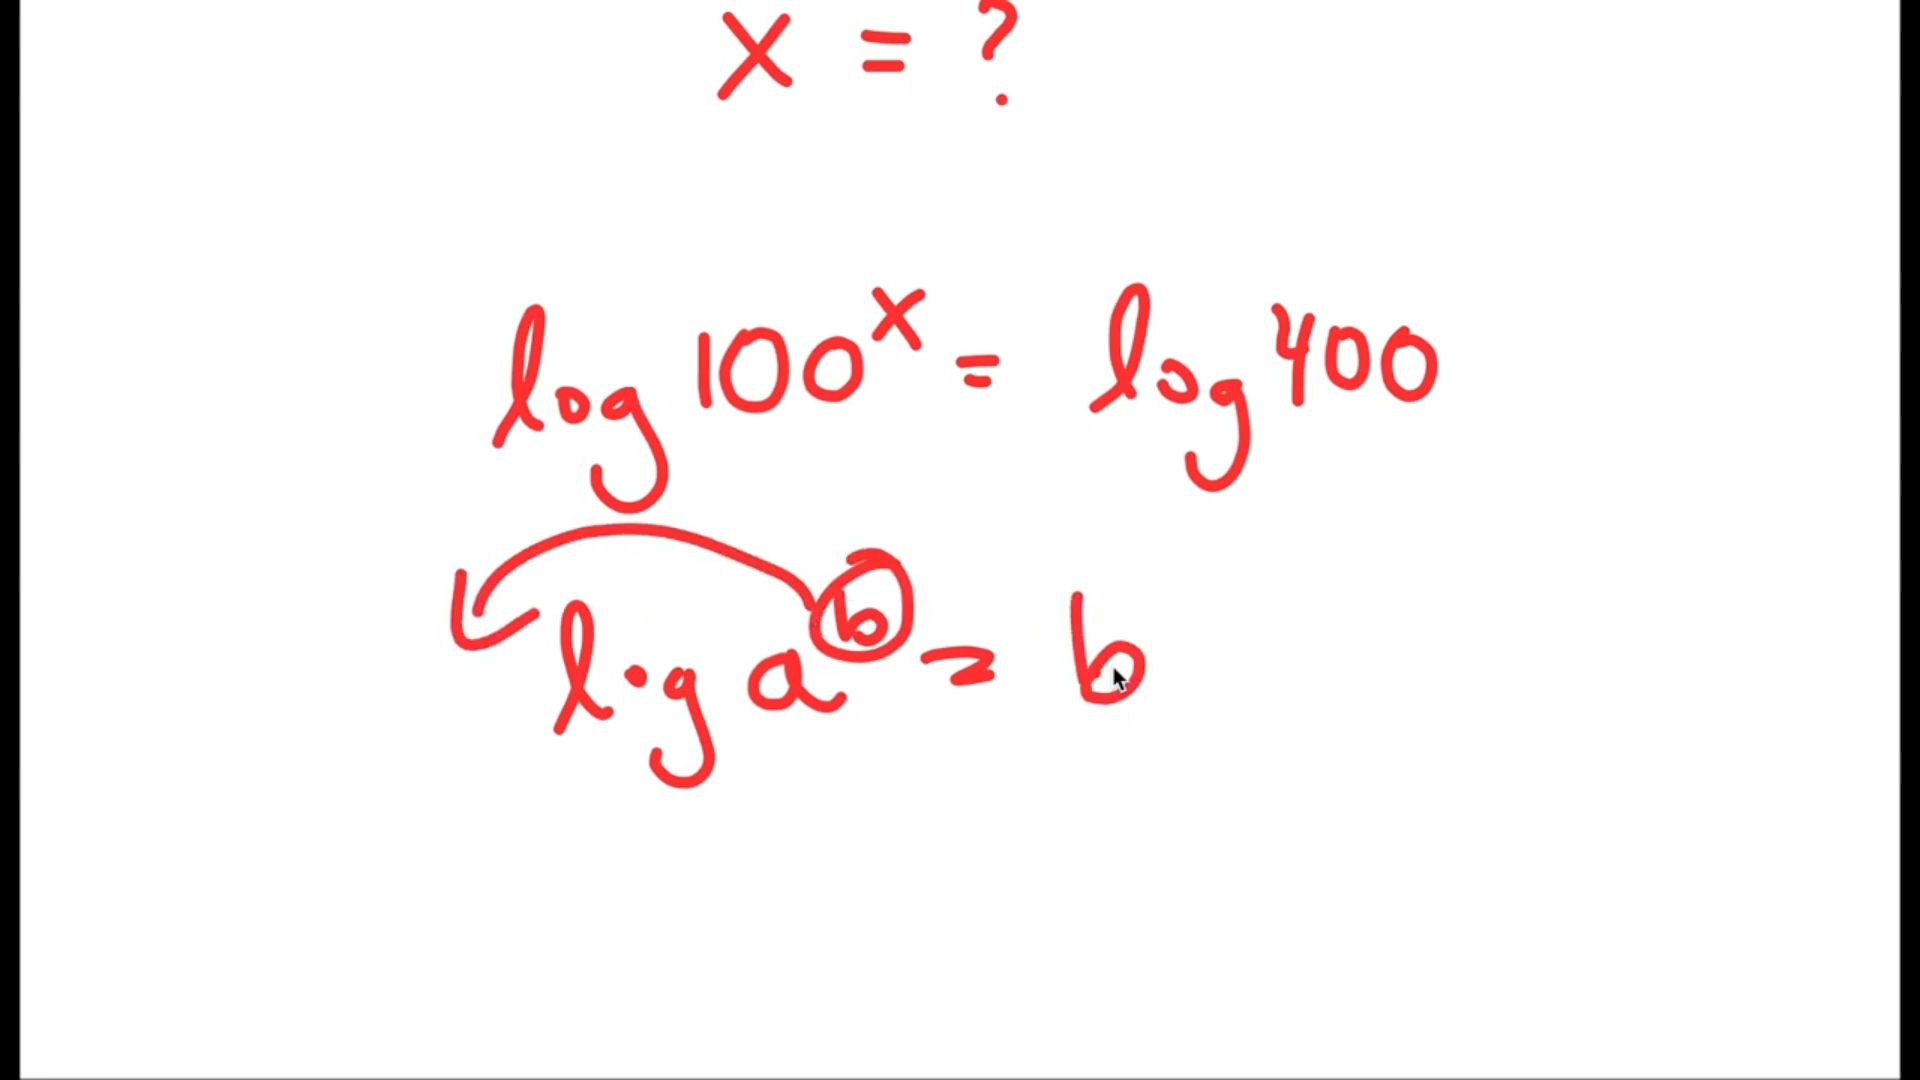 x = ?
log 100^x = log 400
log a^b = b